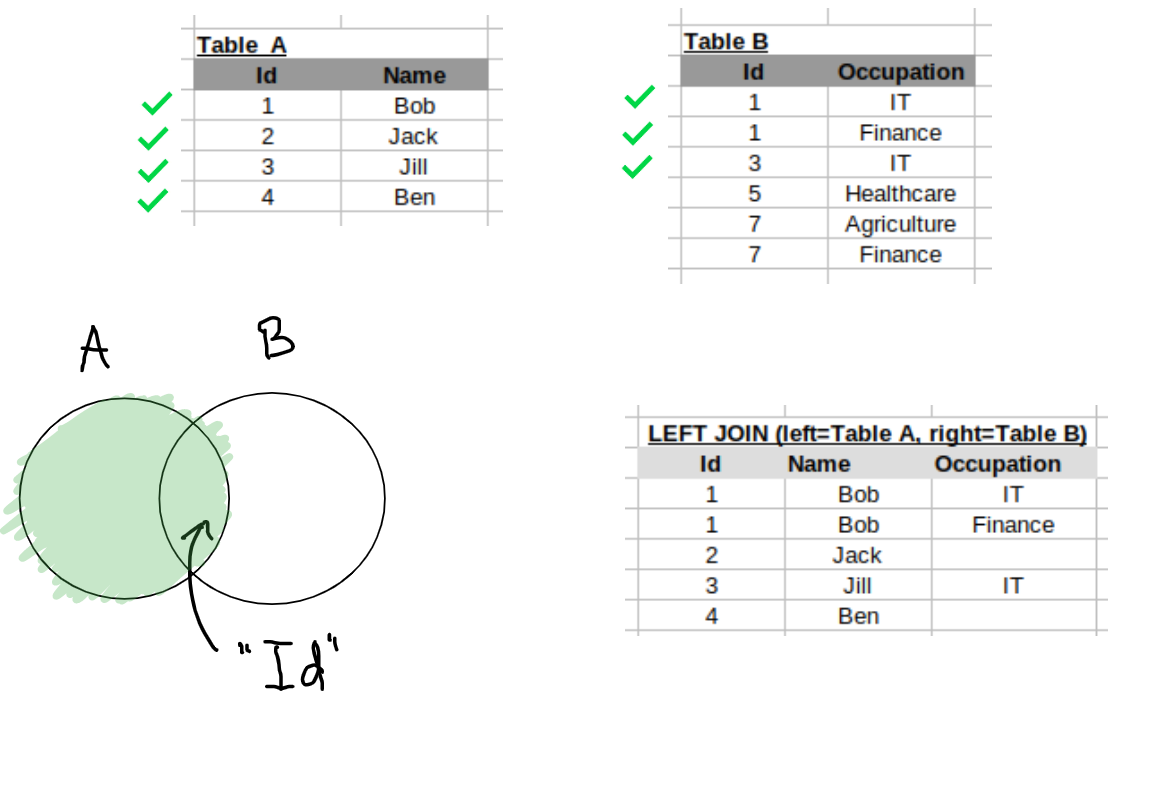 Table A
Id Name
1 Bob
2 Jack
3 Jill
4 Ben
Table B
Id Occupation
1 IT
1 Finance
3 IT
5 Healthcare
7 Agriculture
7 Finance
A B
"Id"
LEFT JOIN (left=Table A, right=Table B)
Id Name Occupation
1 Bob IT
1 Bob Finance
2 Jack
3 Jill IT
4 Ben